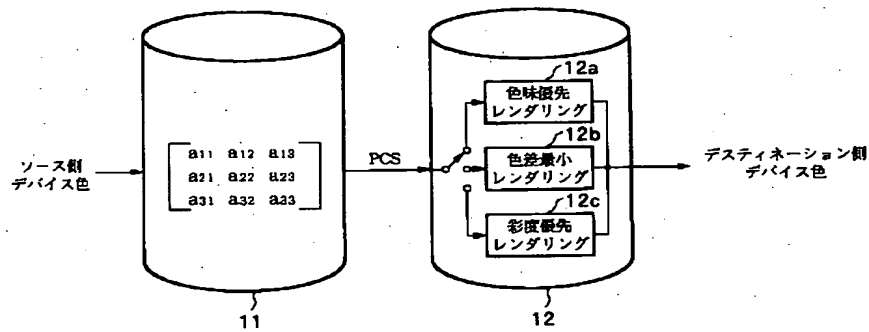 ソース側
デバイス色
a11 a12 a13
a21 a22 a23
a31 a32 a33
11
PCS
12a
色味優先
レンダリング
12b
色差最小
レンダリング
12c
彩度優先
レンダリング
12
デスティネーション側
デバイス色